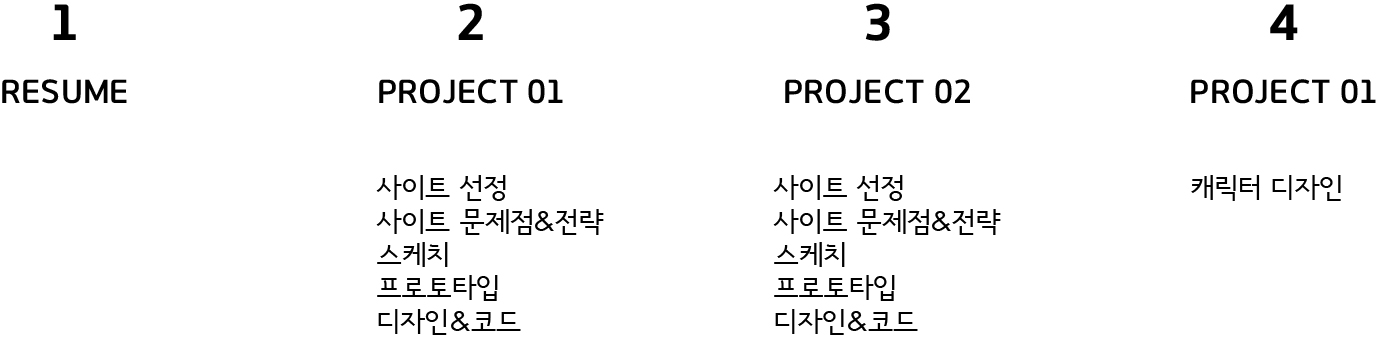 1
RESUME
2
PROJECT 01
사이트 선정
사이트 문제점&전략
스케치
프로토타입
디자인&코드
3
PROJECT 02
사이트 선정
사이트 문제점&전략
스케치
프로토타입
디자인&코드
4
PROJECT 01
캐릭터 디자인